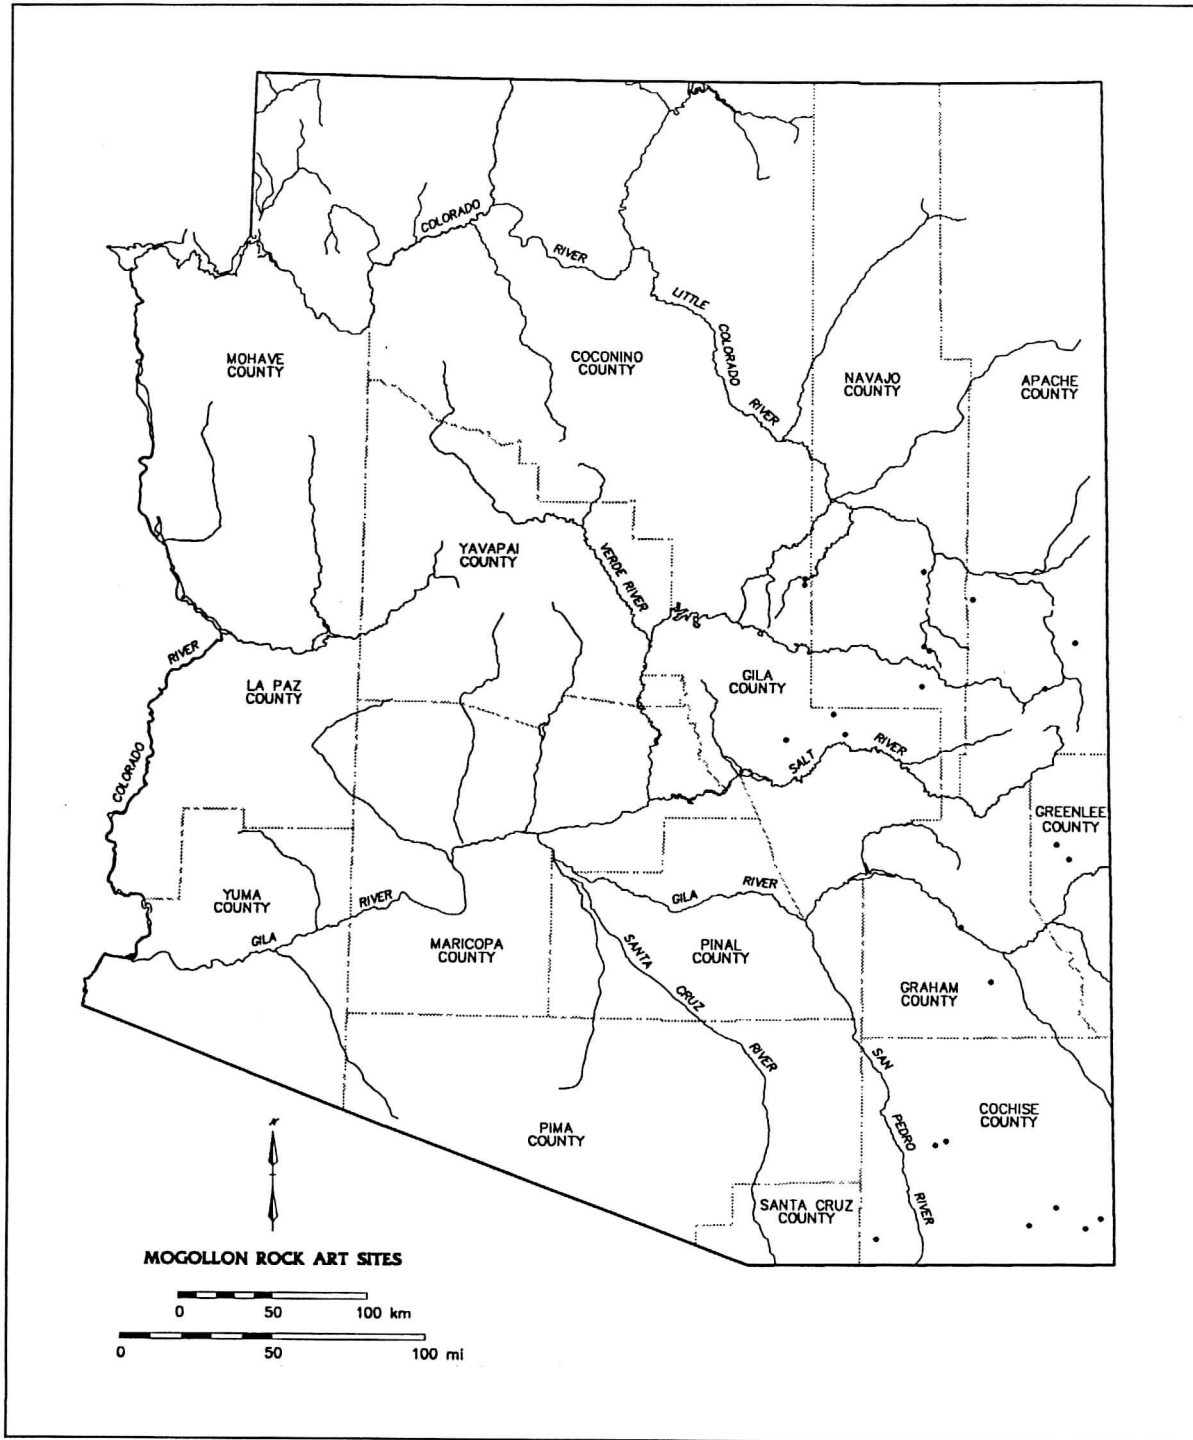 COLORADO
RIVER
LITTLE
COLORADO
RIVER
MOHAVE
COUNTY
COCONINO
COUNTY
NAVAJO
COUNTY
APACHE
COUNTY
YAVAPAI
COUNTY
VERDE RIVER
RIVER
COLORADO
LA PAZ
COUNTY
GILA
COUNTY
SALT
RIVER
GREENLEE
COUNTY
YUMA
COUNTY
GILA
RIVER
MARICOPA
COUNTY
GILA
RIVER
SANTA
CRUZ
RIVER
PINAL
COUNTY
GRAHAM
COUNTY
SAN
PEDRO
RIVER
COCHISE
COUNTY
PIMA
COUNTY
SANTA CRUZ
COUNTY
N
MOGOLLON ROCK ART SITES
0 50 100 km
0 50 100 mi